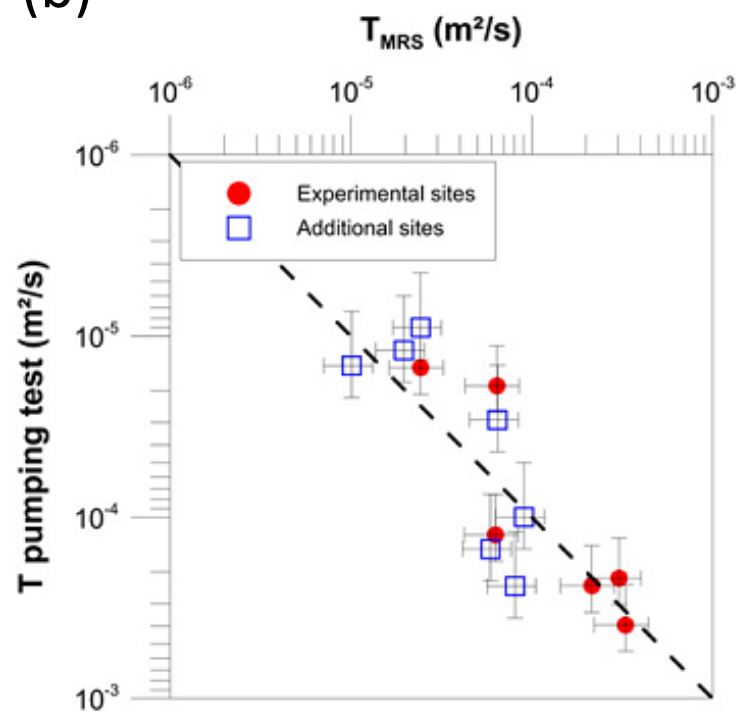 (b)
T_MRS (m²/s)
10⁻⁶ 10⁻⁵ 10⁻⁴ 10⁻³
10⁻⁶
Experimental sites
Additional sites
10⁻⁵
T pumping test (m²/s)
10⁻⁴
10⁻³